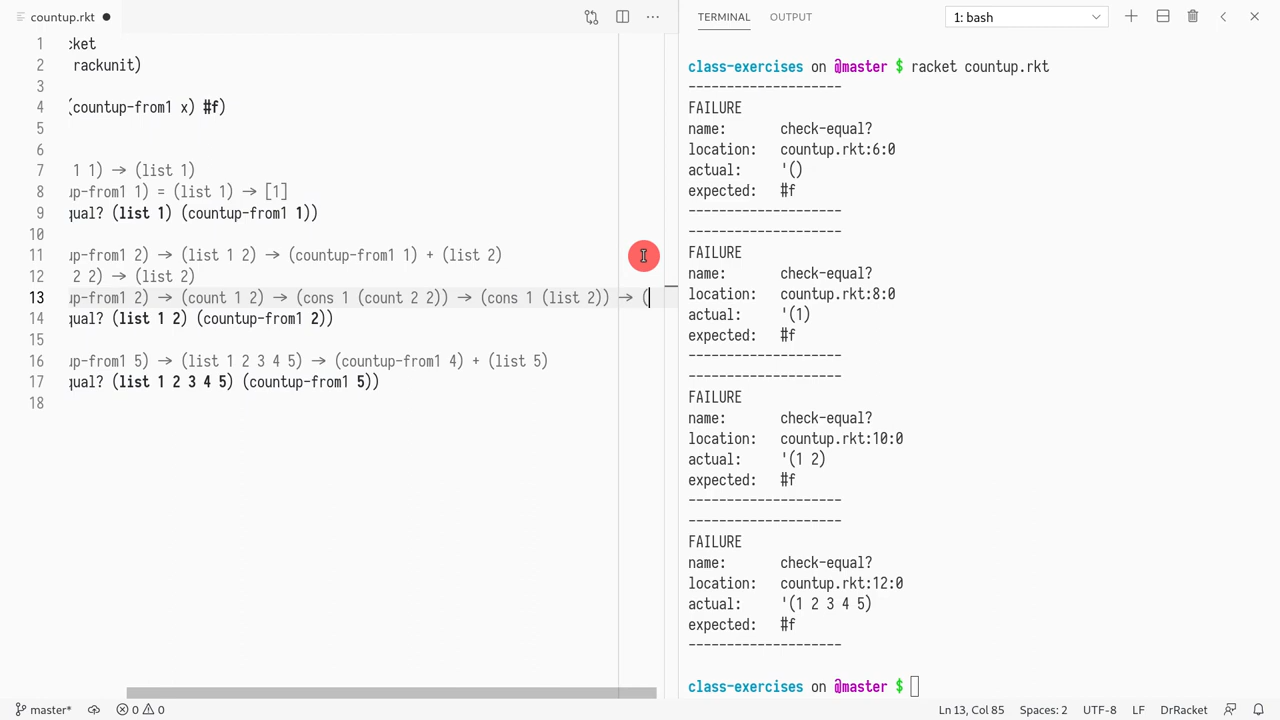 countup.rkt
TERMINAL OUTPUT 1: bash
1 :ket
2 rackunit)
3
4 (countup-from1 x) #f)
5
6
7 1 1) → (list 1)
8 up-from1 1) = (list 1) → [1]
9 qual? (list 1) (countup-from1 1))
10
11 up-from1 2) → (list 1 2) → (countup-from1 1) + (list 2)
12 2 2) → (list 2)
13 up-from1 2) → (count 1 2) → (cons 1 (count 2 2)) → (cons 1 (list 2)) → (
14 qual? (list 1 2) (countup-from1 2))
15
16 up-from1 5) → (list 1 2 3 4 5) → (countup-from1 4) + (list 5)
17 qual? (list 1 2 3 4 5) (countup-from1 5))
18
class-exercises on @master $ racket countup.rkt
--------------------
FAILURE
name: check-equal?
location: countup.rkt:6:0
actual: '()
expected: #f
--------------------
--------------------
FAILURE
name: check-equal?
location: countup.rkt:8:0
actual: '(1)
expected: #f
--------------------
--------------------
FAILURE
name: check-equal?
location: countup.rkt:10:0
actual: '(1 2)
expected: #f
--------------------
--------------------
FAILURE
name: check-equal?
location: countup.rkt:12:0
actual: '(1 2 3 4 5)
expected: #f
--------------------
class-exercises on @master $
master* 0 0 Ln 13, Col 85 Spaces: 2 UTF-8 LF DrRacket